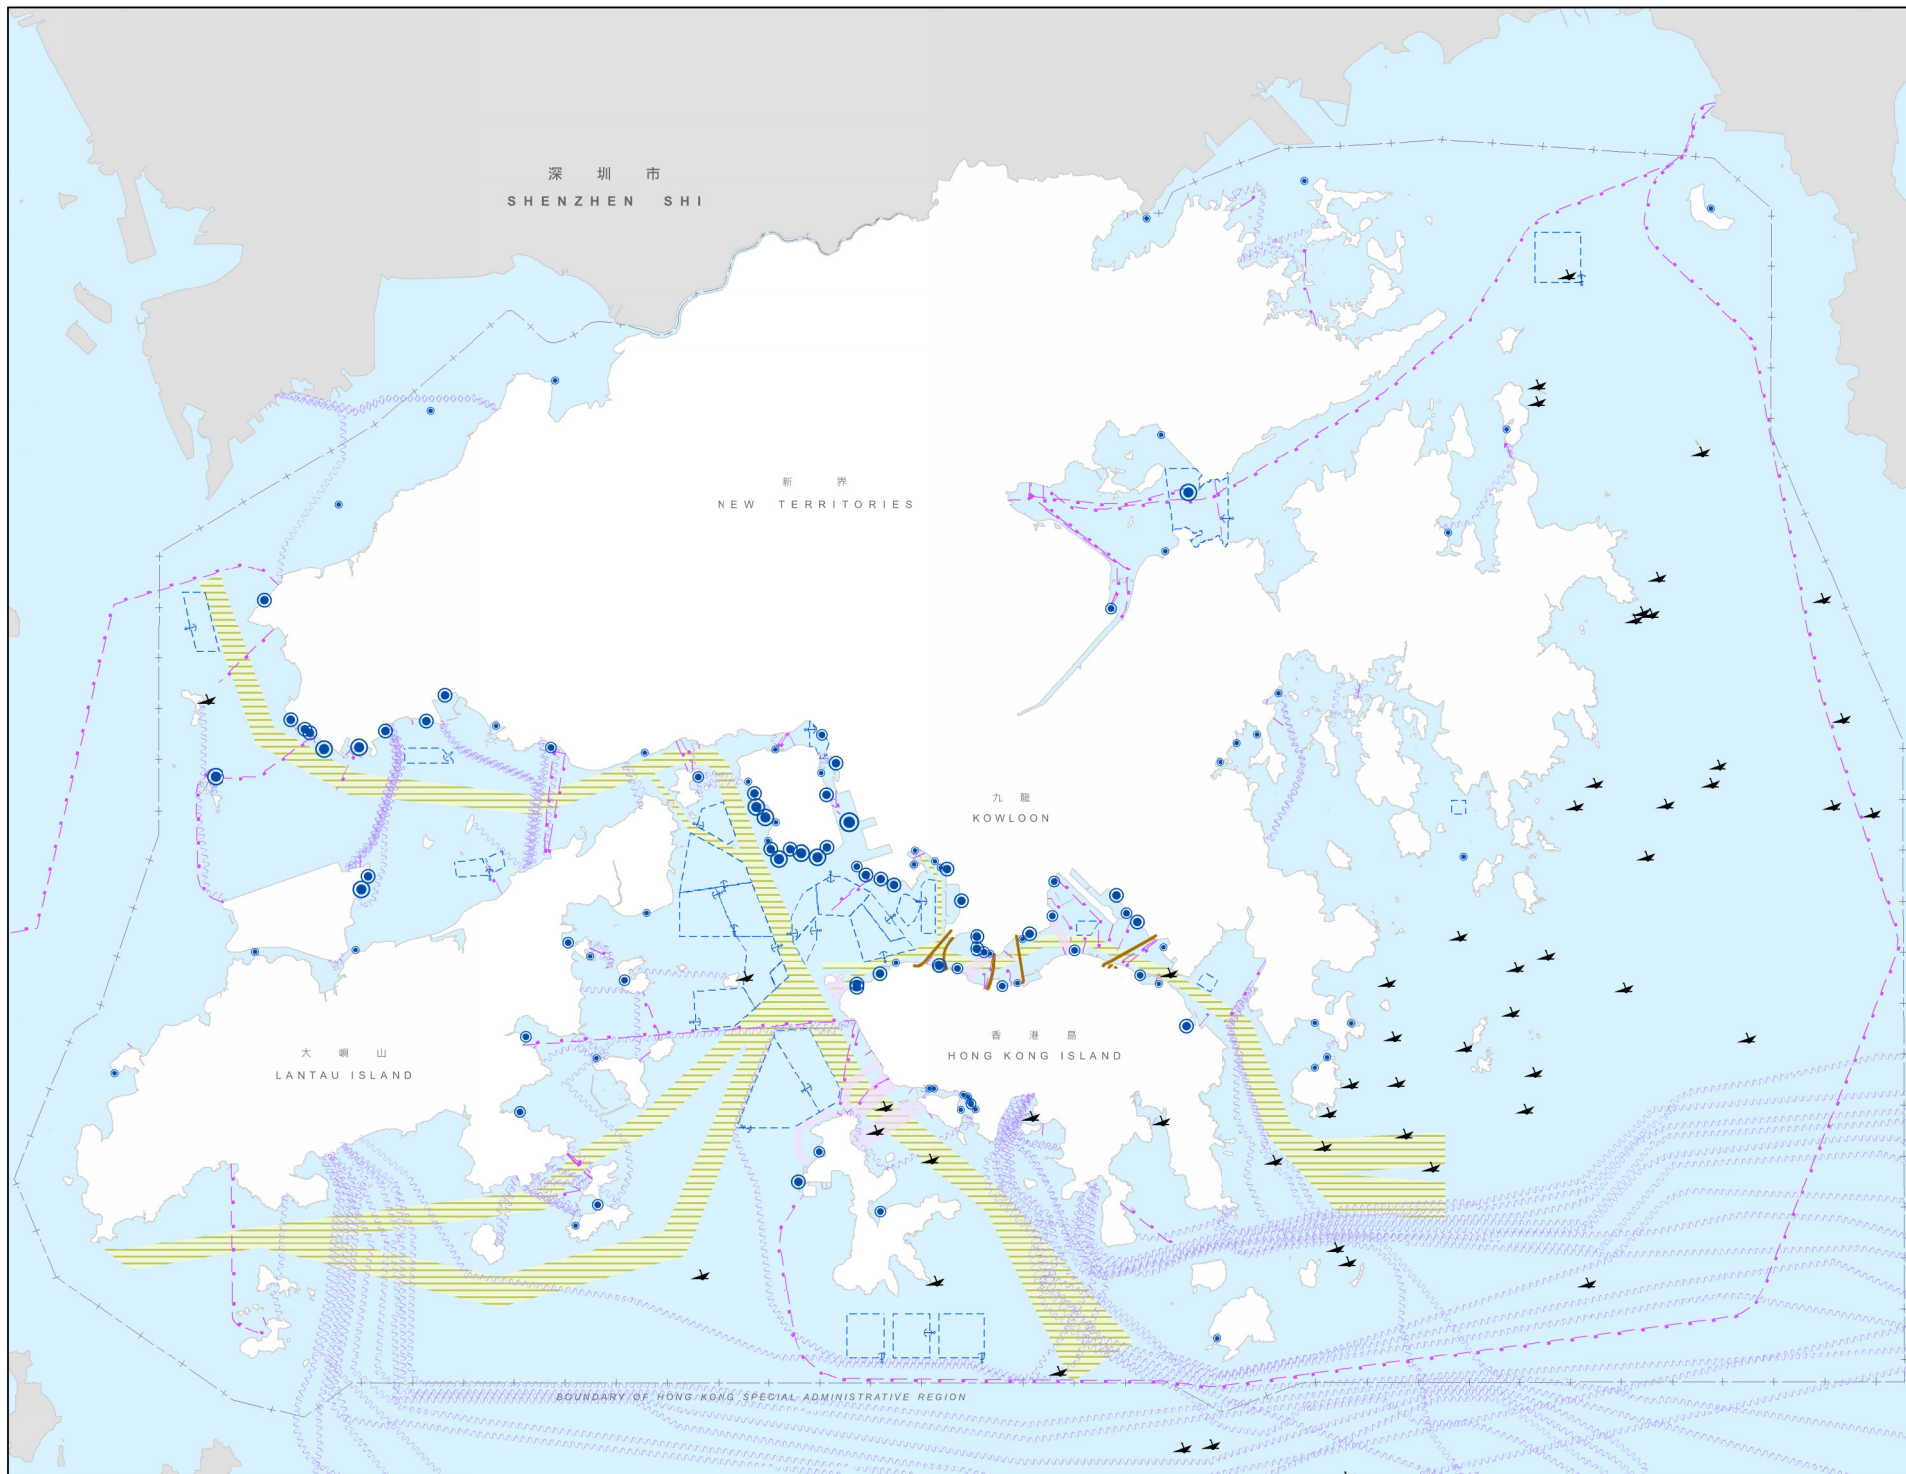 深圳市
SHENZHEN SHI
新界
NEW TERRITORIES
九龍
KOWLOON
香港島
HONG KONG ISLAND
大嶼山
LANTAU ISLAND
BOUNDARY OF HONG KONG SPECIAL ADMINISTRATIVE REGION